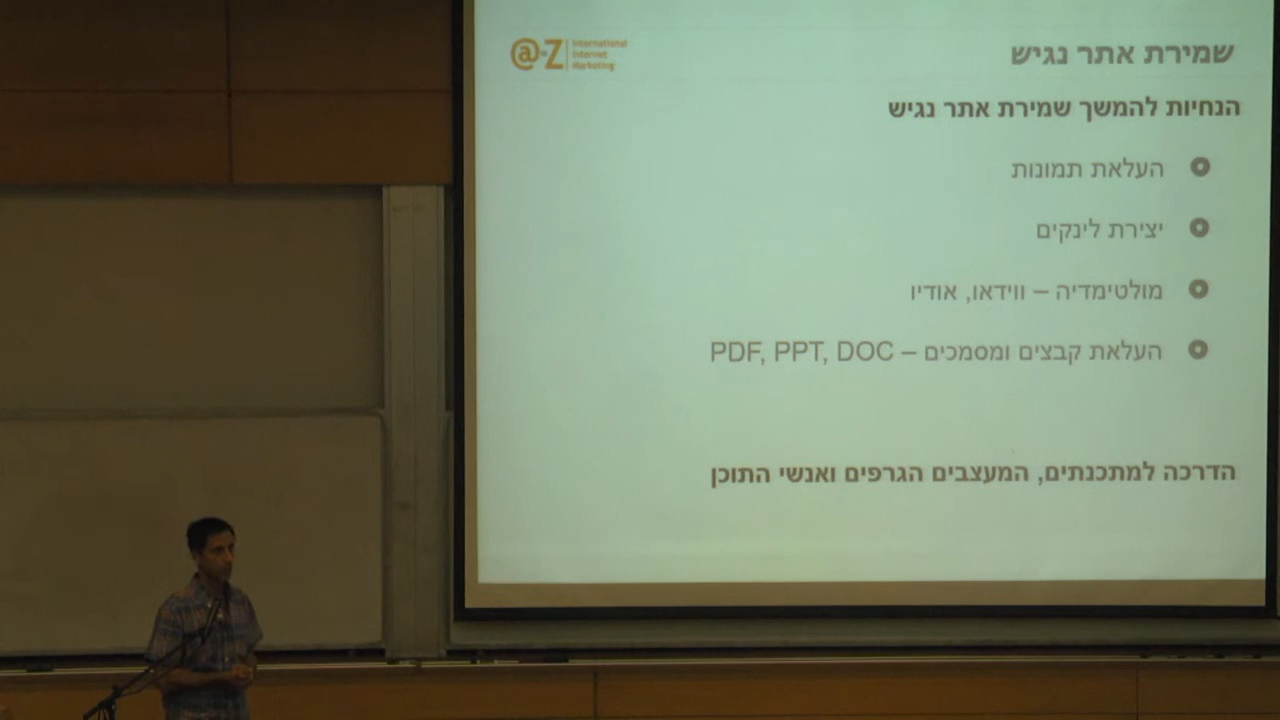 שמירת אתר נגיש
@-Z
International
Internet
Marketing
הנחיות להמשך שמירת אתר נגיש
העלאת תמונות
יצירת לינקים
מולטימדיה – ווידאו, אודיו
העלאת קבצים ומסמכים – PDF, PPT, DOC
הדרכה למתכנתים, המעצבים הגרפים ואנשי התוכן